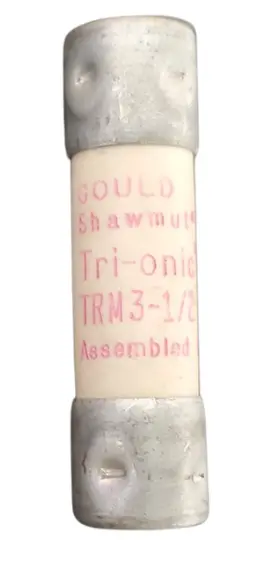 GOULD
Shawmut
Tri-onic
TRM3-1/2
Assembled